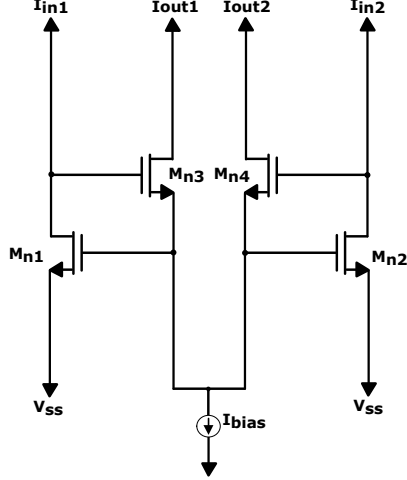 Iin1 Iout1 Iout2 Iin2
Mn3 Mn4
Mn1 Mn2
Vss Vss
Ibias